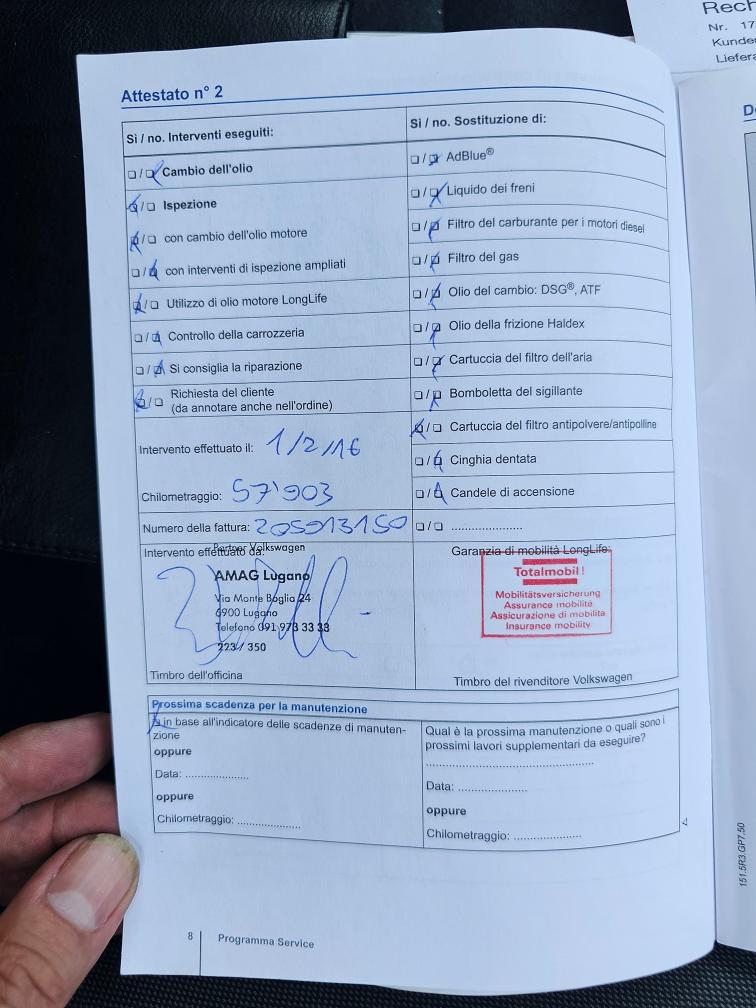 Rech
Nr. 17
Kunde
Liefera
Attestato n° 2
Sì / no. Interventi eseguiti:
❏ / ❏ Cambio dell'olio
❏ / ❏ Ispezione
❏ / ❏ con cambio dell'olio motore
❏ / ❏ con interventi di ispezione ampliati
❏ / ❏ Utilizzo di olio motore LongLife
❏ / ❏ Controllo della carrozzeria
❏ / ❏ Si consiglia la riparazione
❏ / ❏ Richiesta del cliente
(da annotare anche nell'ordine)
Intervento effettuato il: 1/2/16
Chilometraggio: 57'903
Numero della fattura: 205913150
Sì / no. Sostituzione di:
❏ / ❏ AdBlue®
❏ / ❏ Liquido dei freni
❏ / ❏ Filtro del carburante per i motori diesel
❏ / ❏ Filtro del gas
❏ / ❏ Olio del cambio: DSG®, ATF
❏ / ❏ Olio della frizione Haldex
❏ / ❏ Cartuccia del filtro dell'aria
❏ / ❏ Bomboletta del sigillante
❏ / ❏ Cartuccia del filtro antipolvere/antipolline
❏ / ❏ Cinghia dentata
❏ / ❏ Candele di accensione
❏ / ❏ .....................
Intervento effettuato da:
Partner Volkswagen
AMAG Lugano
Via Monte Boglia 24
6900 Lugano
Telefono 091 973 33 33
223 / 350
Timbro dell'officina
Garanzia di mobilità LongLife:
Totalmobil!
Mobilitätsversicherung
Assurance mobilité
Assicurazione di mobilità
Insurance mobility
Timbro del rivenditore Volkswagen
Prossima scadenza per la manutenzione
❏ in base all'indicatore delle scadenze di manuten-
zione
oppure
Data: ...................
oppure
Chilometraggio: ...................
Qual è la prossima manutenzione o quali sono i
prossimi lavori supplementari da eseguire?
..................................................
Data: .....................
oppure
Chilometraggio: .....................
8 Programma Service
151.5R3.GP7.50